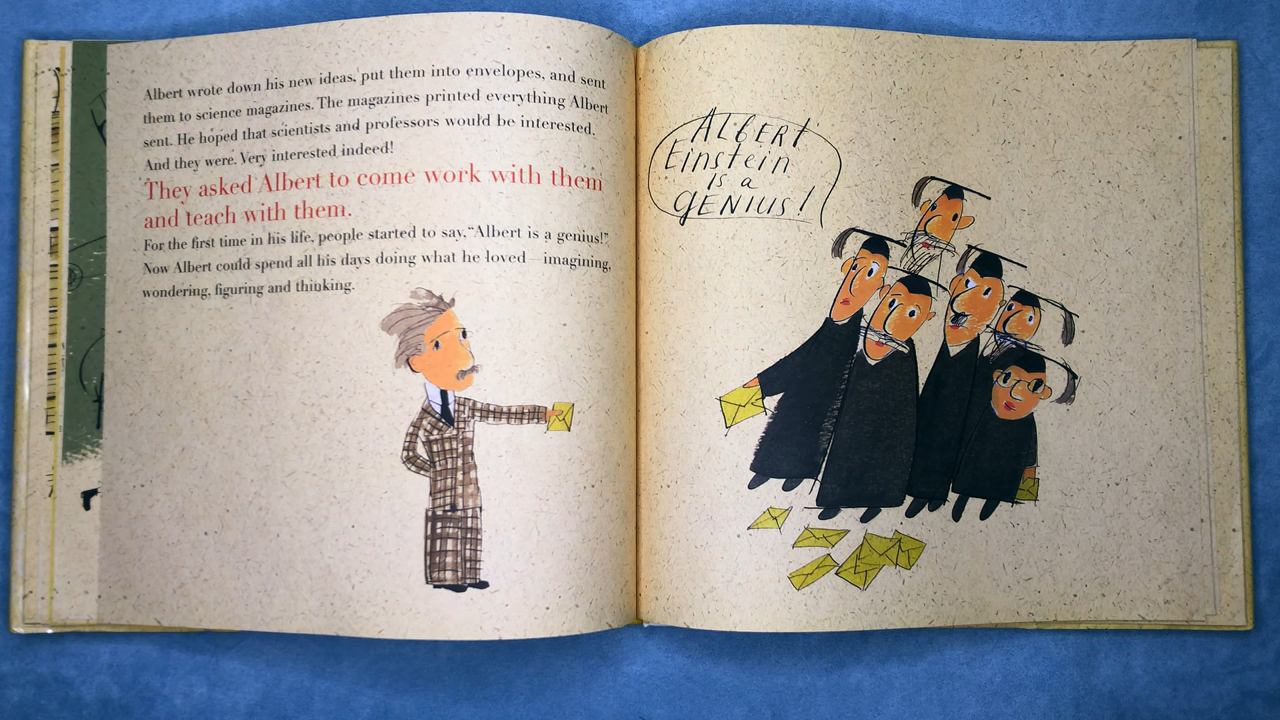 Albert wrote down his new ideas, put them into envelopes, and sent
them to science magazines. The magazines printed everything Albert
sent. He hoped that scientists and professors would be interested.
And they were. Very interested indeed!
They asked Albert to come work with them
and teach with them.
For the first time in his life, people started to say, “Albert is a genius!”
Now Albert could spend all his days doing what he loved—imagining,
wondering, figuring and thinking.
ALBERT
Einstein
is a
GENIUS!